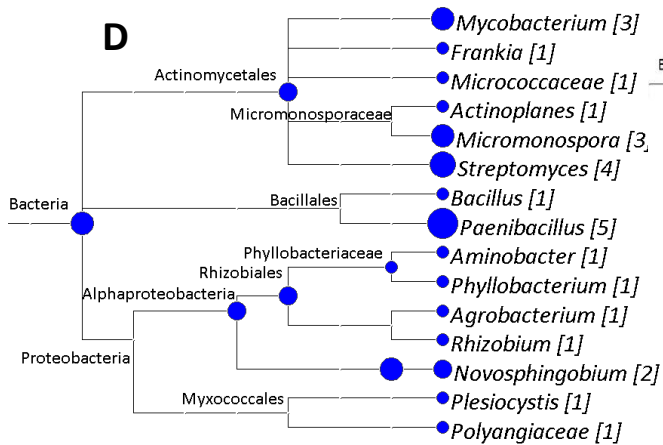 D
Mycobacterium [3]
Frankia [1]
Actinomycetales
Micrococcaceae [1]
Actinoplanes [1]
Micromonosporaceae
Micromonospora [3]
Streptomyces [4]
Bacteria
Bacillus [1]
Bacillales
Paenibacillus [5]
Phyllobacteriaceae
Aminobacter [1]
Rhizobiales
Phyllobacterium [1]
Alphaproteobacteria
Agrobacterium [1]
Rhizobium [1]
Proteobacteria
Novosphingobium [2]
Myxococcales
Plesiocystis [1]
Polyangiaceae [1]